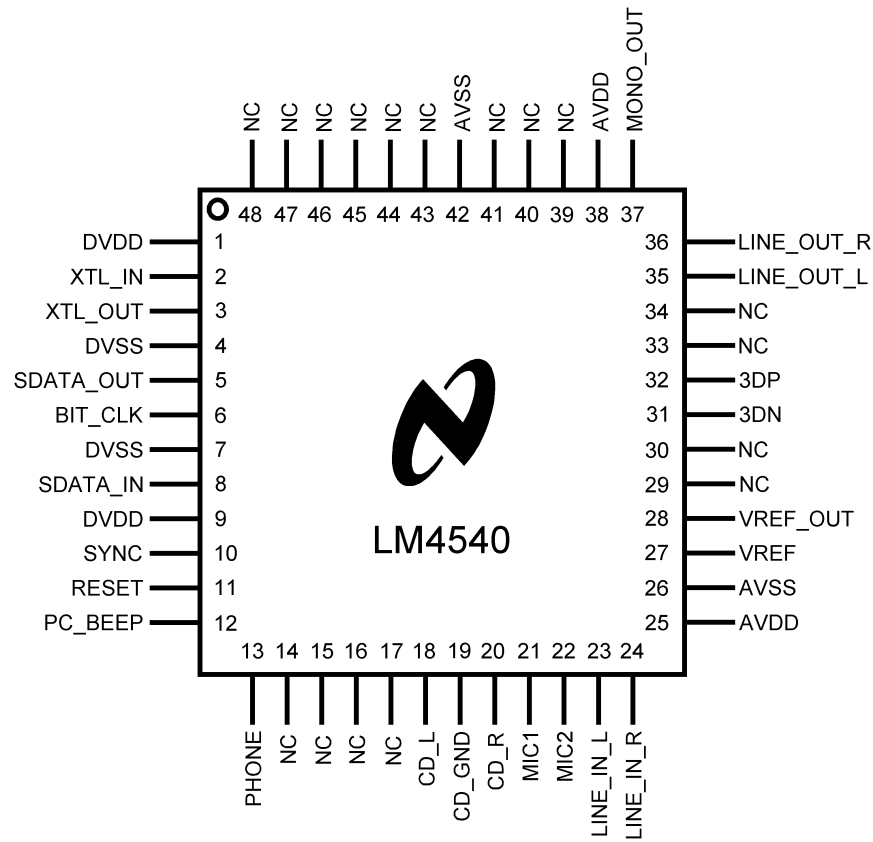 NC NC NC NC NC NC AVSS NC NC NC AVDD MONO_OUT
48 47 46 45 44 43 42 41 40 39 38 37
DVDD 1 36 LINE_OUT_R
XTL_IN 2 35 LINE_OUT_L
XTL_OUT 3 34 NC
DVSS 4 33 NC
SDATA_OUT 5 32 3DP
BIT_CLK 6 31 3DN
DVSS 7 30 NC
SDATA_IN 8 29 NC
DVDD 9 28 VREF_OUT
LM4540
SYNC 10 27 VREF
RESET 11 26 AVSS
PC_BEEP 12 25 AVDD
13 14 15 16 17 18 19 20 21 22 23 24
PHONE NC NC NC NC CD_L CD_GND CD_R MIC1 MIC2 LINE_IN_L LINE_IN_R